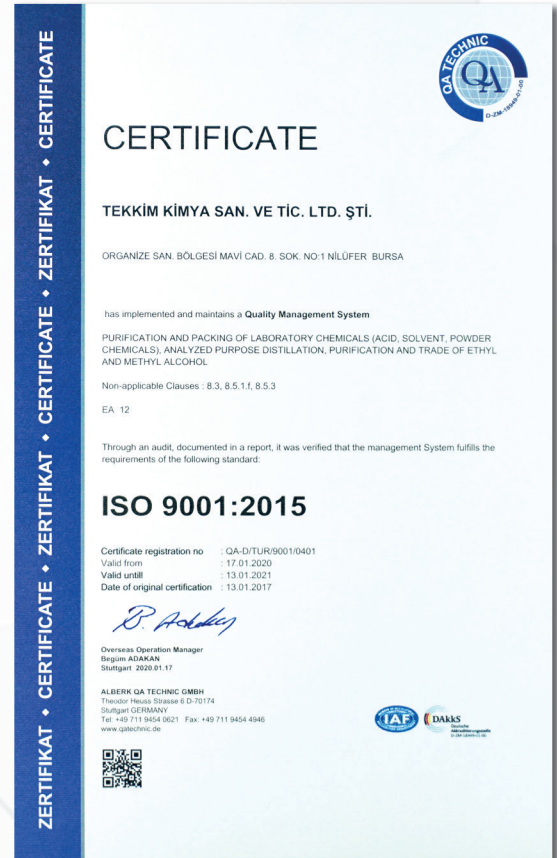 ZERTIFIKAT ◆ CERTIFICATE ◆ ZERTIFIKAT ◆ CERTIFICATE ◆ ZERTIFIKAT ◆ CERTIFICATE
QA TECHNIC
QA
D-ZM-18949-01-00
CERTIFICATE
TEKKİM KİMYA SAN. VE TİC. LTD. ŞTİ.
ORGANİZE SAN. BÖLGESİ MAVİ CAD. 8. SOK. NO:1 NİLÜFER BURSA
has implemented and maintains a Quality Management System
PURIFICATION AND PACKING OF LABORATORY CHEMICALS (ACID, SOLVENT, POWDER
CHEMICALS), ANALYZED PURPOSE DISTILLATION, PURIFICATION AND TRADE OF ETHYL
AND METHYL ALCOHOL
Non-applicable Clauses : 8.3, 8.5.1.f, 8.5.3
EA 12
Through an audit, documented in a report, it was verified that the management System fulfills the
requirements of the following standard:
ISO 9001:2015
Certificate registration no : QA-D/TUR/9001/0401
Valid from : 17.01.2020
Valid untill : 13.01.2021
Date of original certification : 13.01.2017
Overseas Operation Manager
Begüm ADAKAN
Stuttgart 2020.01.17
ALBERK QA TECHNIC GMBH
Theodor Heuss Strasse 6 D-70174
Stuttgart GERMANY
Tel: +49 711 9454 0621 Fax: +49 711 9454 4946
www.qatechnic.de
IAF
DAkkS
Deutsche
Akkreditierungsstelle